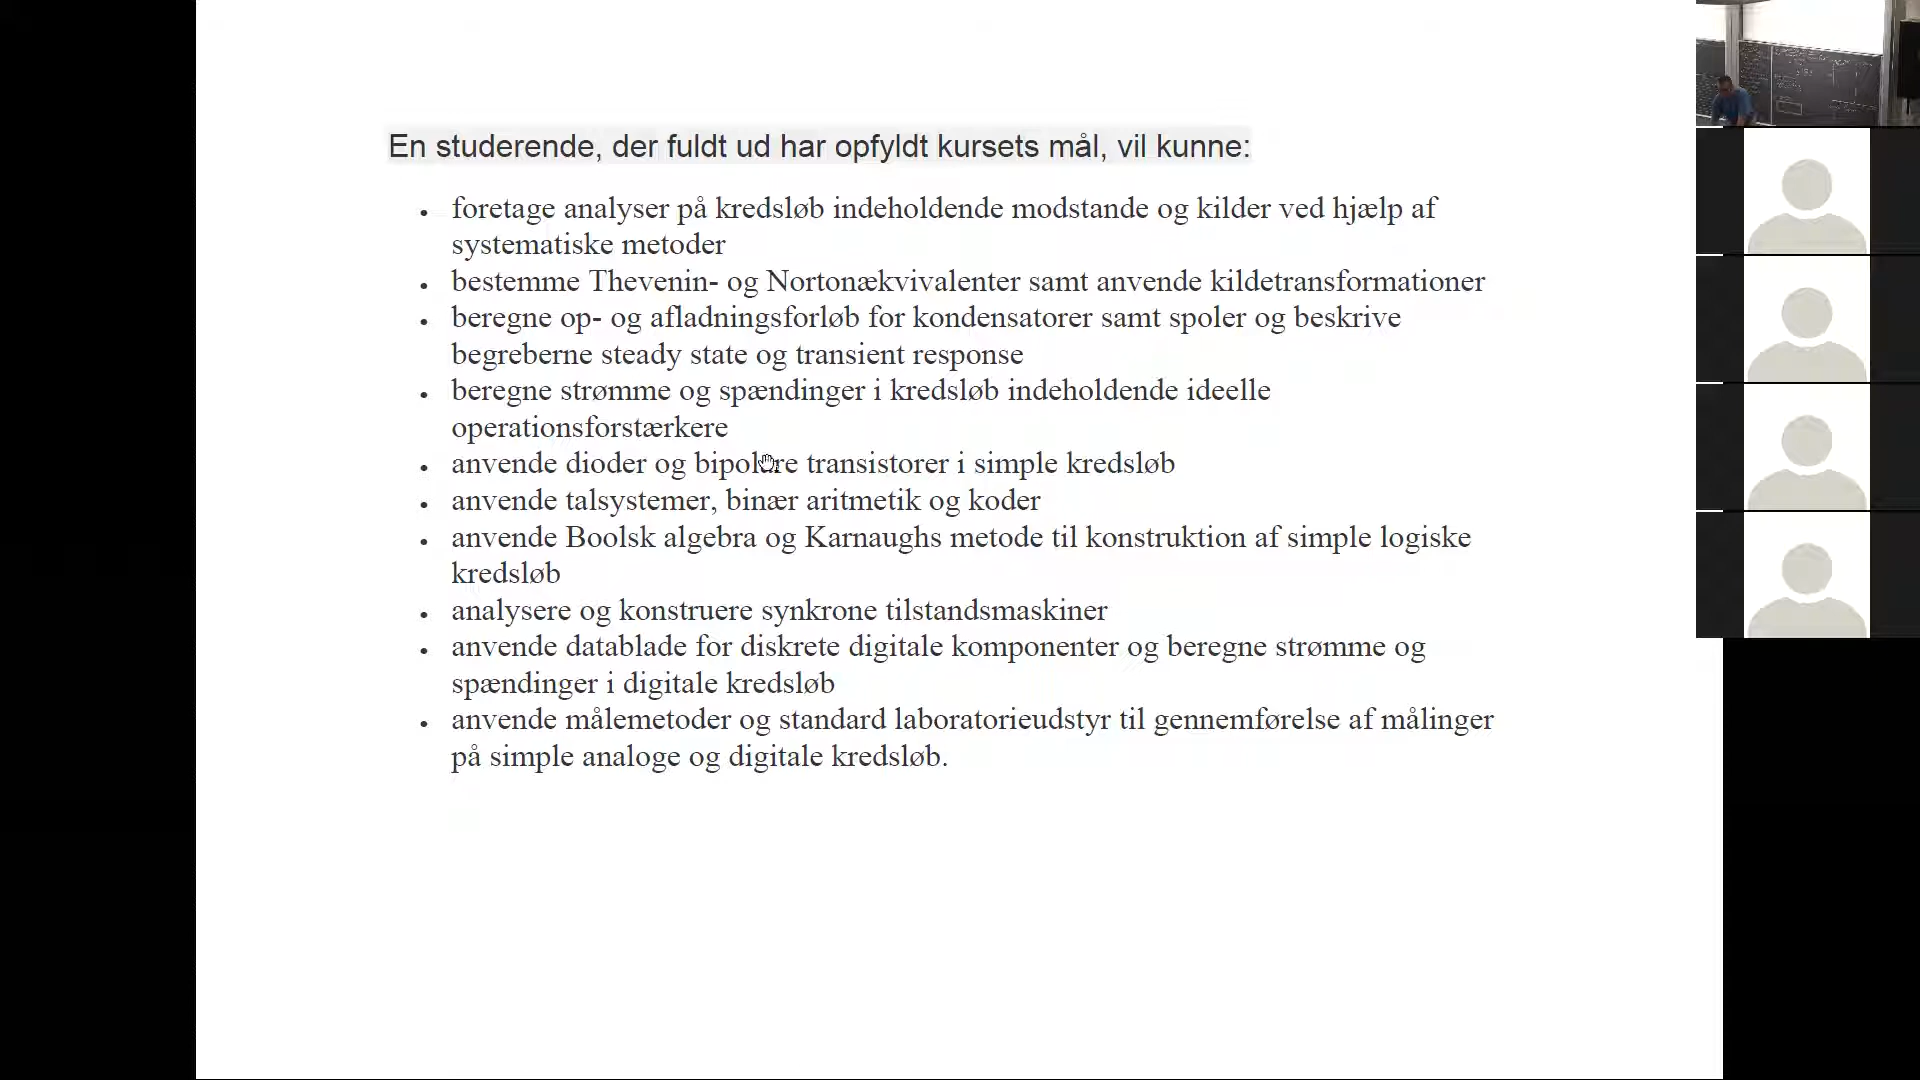 En studerende, der fuldt ud har opfyldt kursets mål, vil kunne:
• foretage analyser på kredsløb indeholdende modstande og kilder ved hjælp af
systematiske metoder
• bestemme Thevenin- og Nortonækvivalenter samt anvende kildetransformationer
• beregne op- og afladningsforløb for kondensatorer samt spoler og beskrive
begreberne steady state og transient response
• beregne strømme og spændinger i kredsløb indeholdende ideelle
operationsforstærkere
• anvende dioder og bipolære transistorer i simple kredsløb
• anvende talsystemer, binær aritmetik og koder
• anvende Boolsk algebra og Karnaughs metode til konstruktion af simple logiske
kredsløb
• analysere og konstruere synkrone tilstandsmaskiner
• anvende datablade for diskrete digitale komponenter og beregne strømme og
spændinger i digitale kredsløb
• anvende målemetoder og standard laboratorieudstyr til gennemførelse af målinger
på simple analoge og digitale kredsløb.